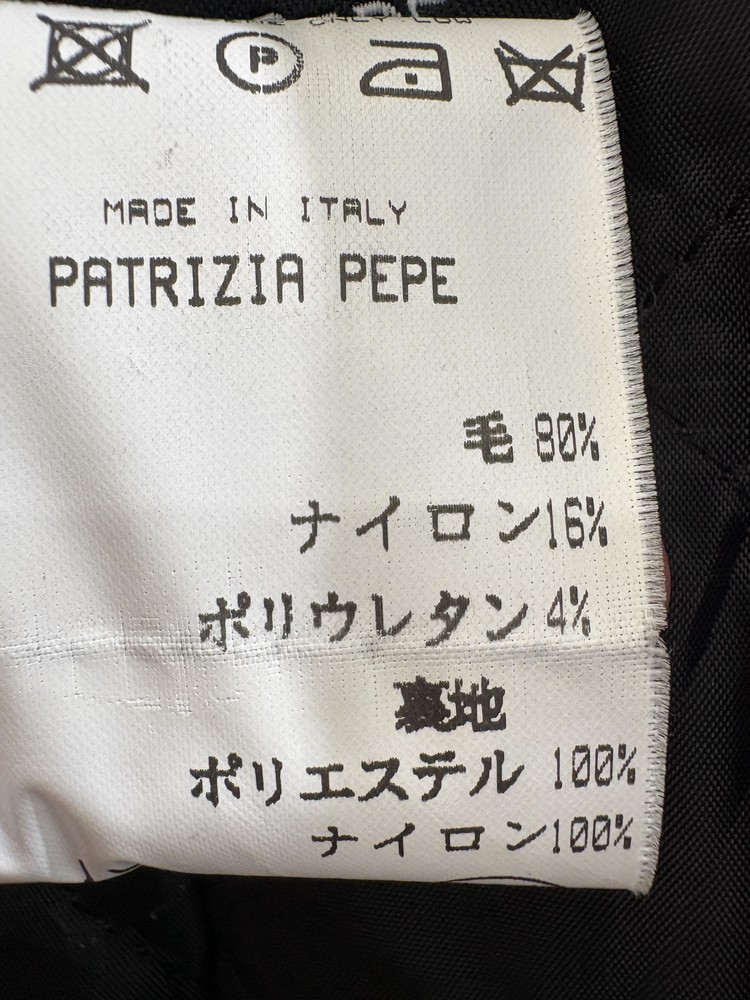 P
MADE IN ITALY
PATRIZIA PEPE
毛 80%
ナイロン16%
ポリウレタン 4%
裏地
ポリエステル 100%
ナイロン100%